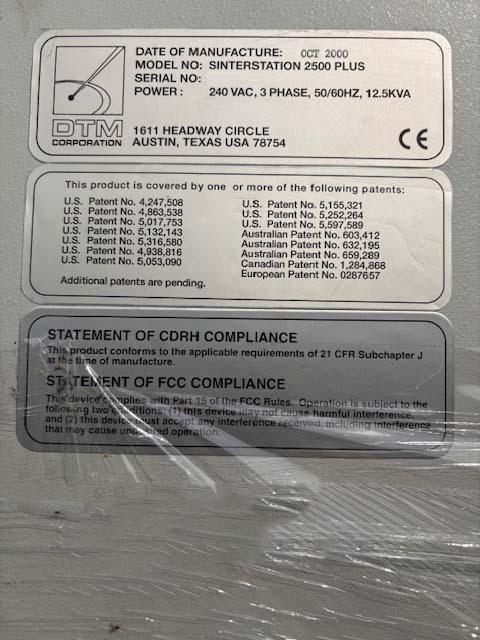 DATE OF MANUFACTURE: OCT 2000
MODEL NO: SINTERSTATION 2500 PLUS
SERIAL NO:
POWER: 240 VAC, 3 PHASE, 50/60HZ, 12.5KVA
DTM
CORPORATION
1611 HEADWAY CIRCLE
AUSTIN, TEXAS USA 78754
CE
This product is covered by one or more of the following patents:
U.S. Patent No. 4,247,508
U.S. Patent No. 4,863,538
U.S. Patent No. 5,017,753
U.S. Patent No. 5,132,143
U.S. Patent No. 5,316,580
U.S. Patent No. 4,938,816
U.S. Patent No. 5,053,090
U.S. Patent No. 5,155,321
U.S. Patent No. 5,252,264
U.S. Patent No. 5,597,589
Australian Patent No. 603,412
Australian Patent No. 632,195
Australian Patent No. 659,289
Canadian Patent No. 1,284,868
European Patent No. 0287657
Additional patents are pending.
STATEMENT OF CDRH COMPLIANCE
This product conforms to the applicable requirements of 21 CFR Subchapter J
at the time of manufacture.
STATEMENT OF FCC COMPLIANCE
This device complies with Part 15 of the FCC Rules. Operation is subject to the
following two conditions: (1) this device may not cause harmful interference,
and (2) this device must accept any interference received, including interference
that may cause undesired operation.